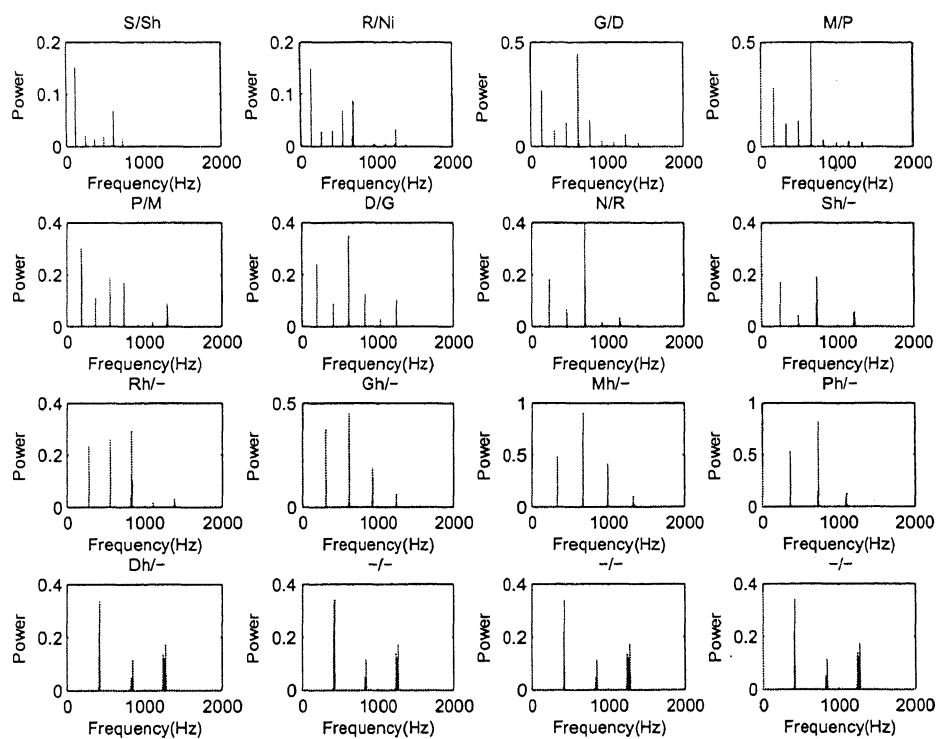 S/Sh R/Ni G/D M/P
0.2 0.2 0.5 0.5
Power Power Power Power
0.1 0.1
0 0 0 0
0 1000 2000 0 1000 2000 0 1000 2000 0 1000 2000
Frequency(Hz) Frequency(Hz) Frequency(Hz) Frequency(Hz)
P/M D/G N/R Sh/−
0.4 0.4 0.4 0.4
Power Power Power Power
0.2 0.2 0.2 0.2
0 0 0 0
0 1000 2000 0 1000 2000 0 1000 2000 0 1000 2000
Frequency(Hz) Frequency(Hz) Frequency(Hz) Frequency(Hz)
Rh/− Gh/− Mh/− Ph/−
0.4 0.5 1 1
Power Power Power Power
0.2 0.5 0.5
0 0 0 0
0 1000 2000 0 1000 2000 0 1000 2000 0 1000 2000
Frequency(Hz) Frequency(Hz) Frequency(Hz) Frequency(Hz)
Dh/− −/− −/− −/−
0.4 0.4 0.4 0.4
Power Power Power Power
0.2 0.2 0.2 0.2
0 0 0 0
0 1000 2000 0 1000 2000 0 1000 2000 0 1000 2000
Frequency(Hz) Frequency(Hz) Frequency(Hz) Frequency(Hz)